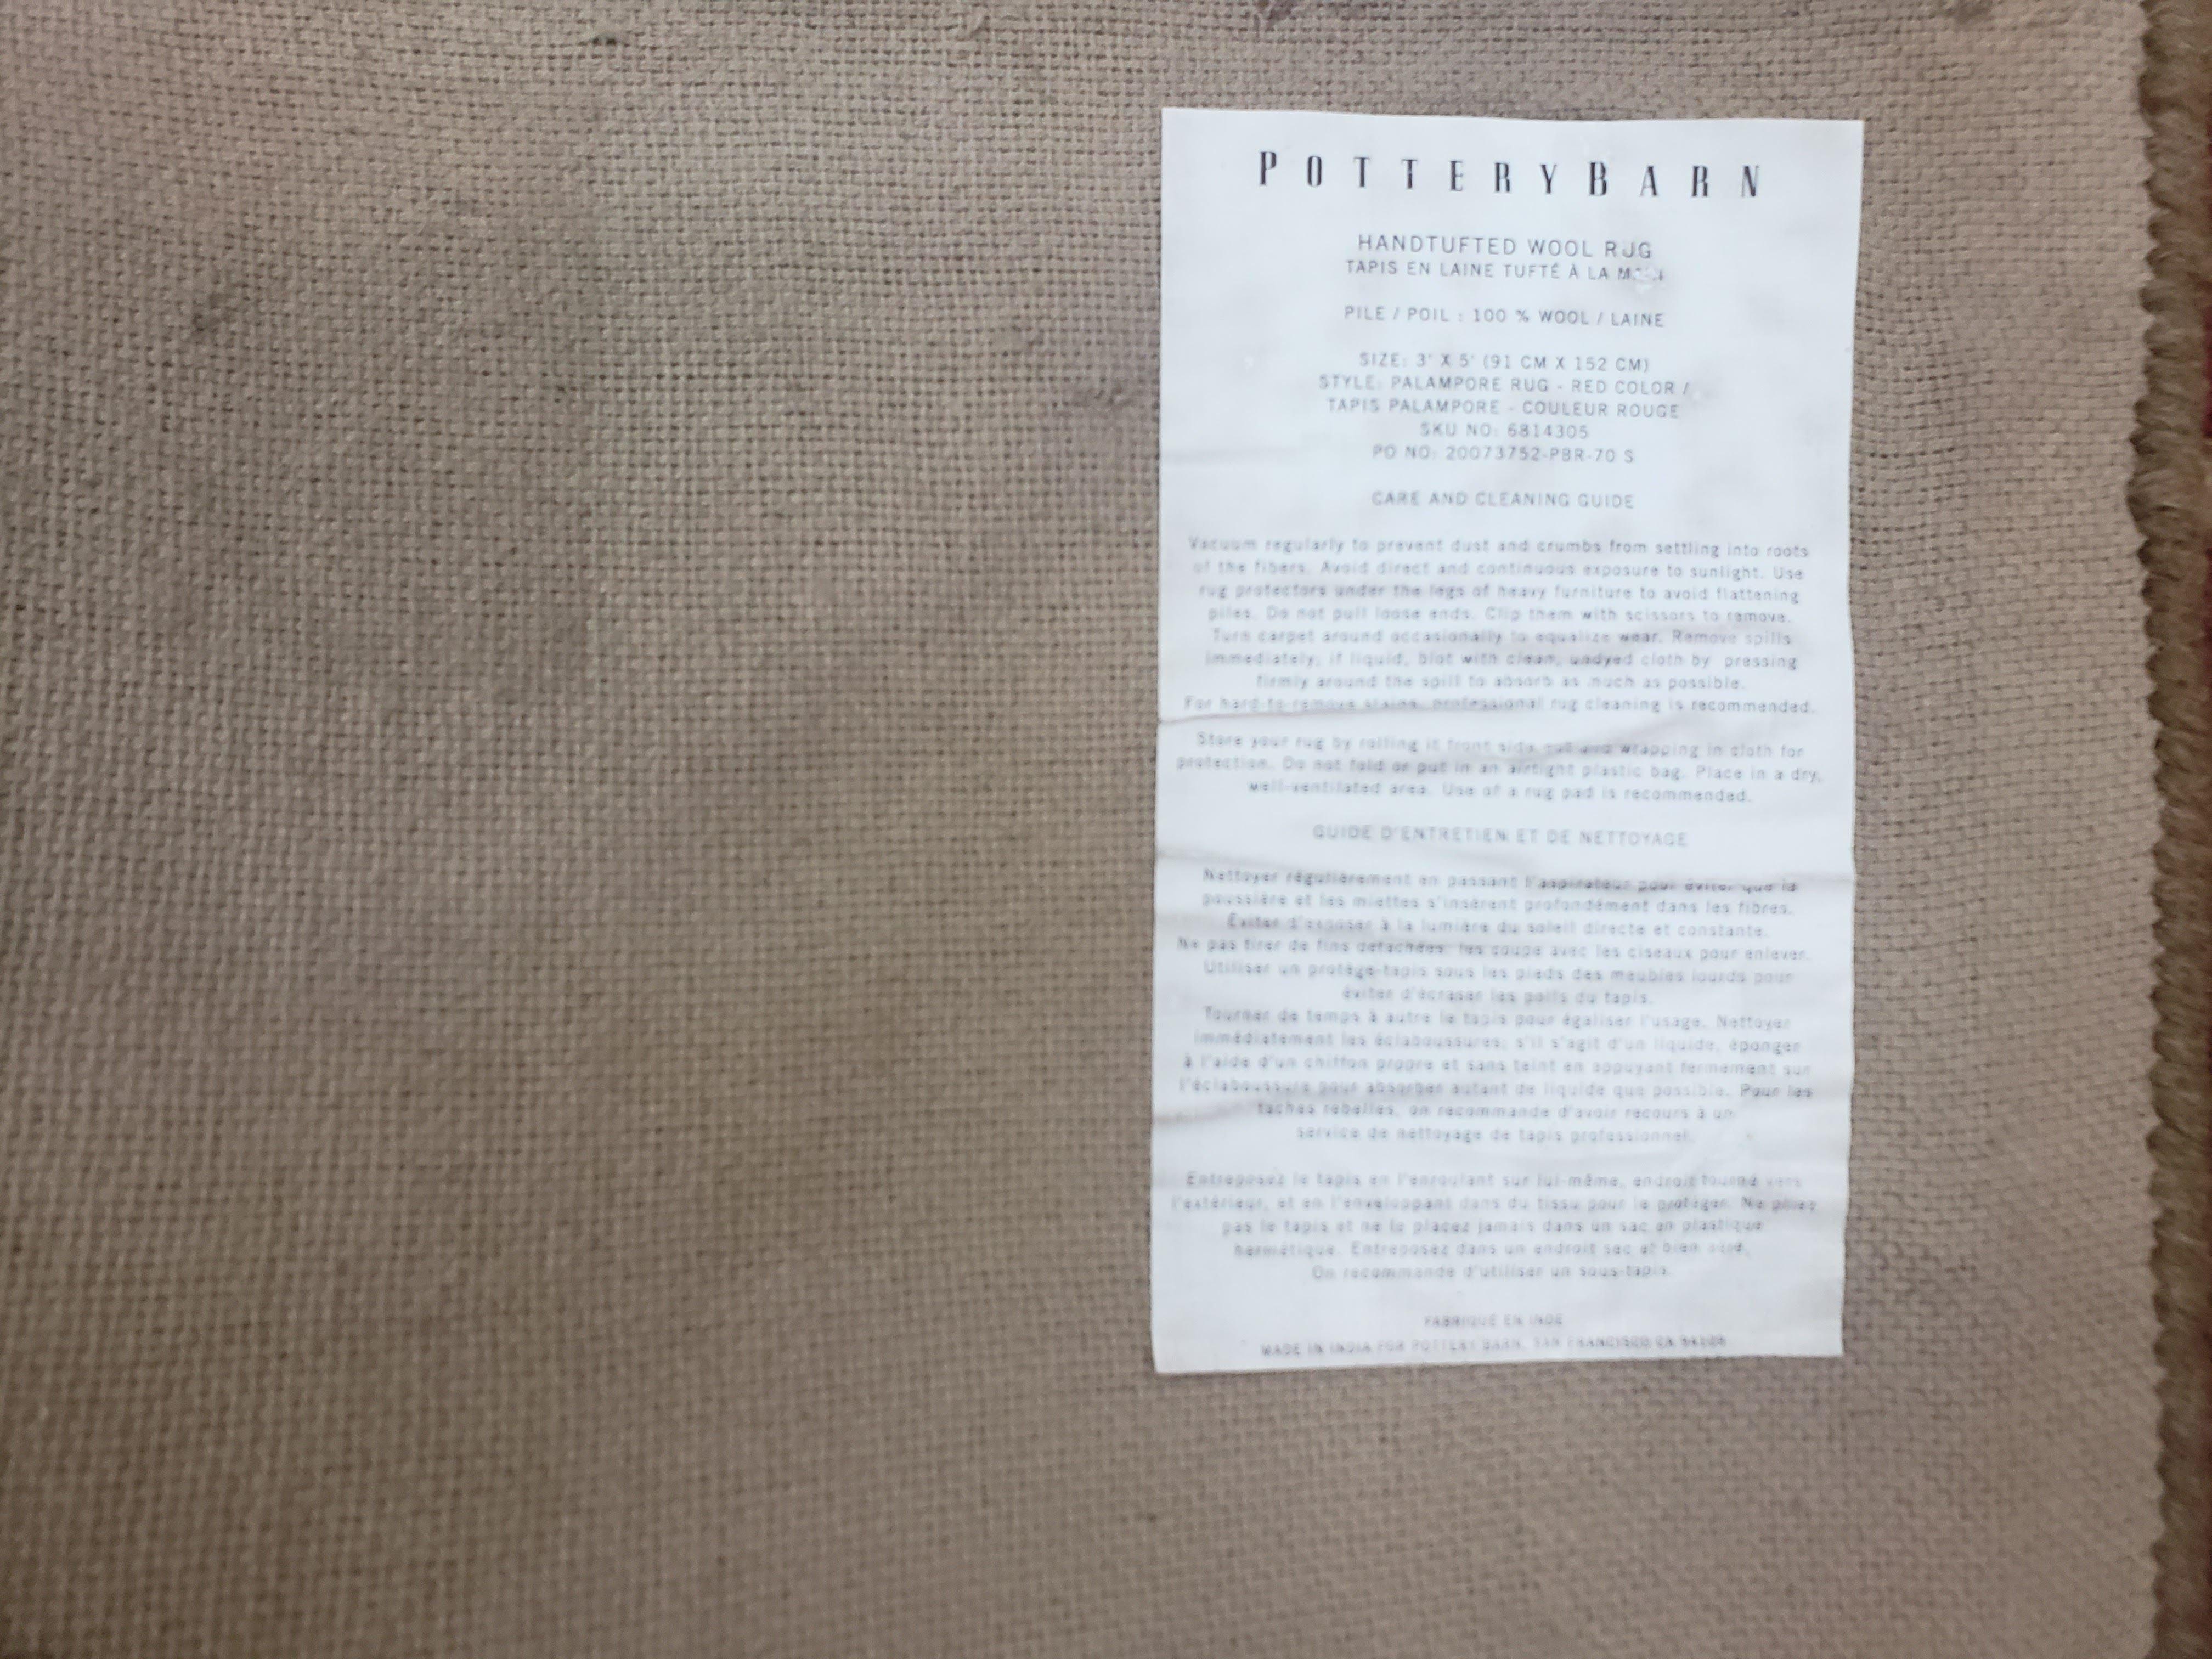 POTTERYBARN
HANDTUFTED WOOL RUG
TAPIS EN LAINE TUFTÉ À LA
PILE / POIL : 100 % WOOL / LAINE
SIZE: 3' X 5' (91 CM X 152 CM)
STYLE: PALAMPORE RUG - RED COLOR /
TAPIS PALAMPORE - COULEUR ROUGE
SKU NO: 6814305
PO NO: 20073752-PBR-70 S
CARE AND CLEANING GUIDE
Vacuum regularly to prevent dust and crumbs from settling into roots
of the fibers. Avoid direct and continuous exposure to sunlight. Use
rug protectors under the legs of heavy furniture to avoid flattening
piles. Do not pull loose ends. Clip them with scissors to remove.
Turn carpet around occasionally to equalize wear. Remove spills
immediately; if liquid, blot with clean, undyed cloth by pressing
firmly around the spill to absorb as much as possible.
For hard-to-remove stains, professional rug cleaning is recommended.
Store your rug by rolling it front side out and wrapping in cloth for
protection. Do not fold or put in an airtight plastic bag. Place in a dry,
well-ventilated area. Use of a rug pad is recommended.
GUIDE D'ENTRETIEN ET DE NETTOYAGE
Nettoyer régulièrement en passant l'aspirateur pour éviter que la
poussière et les miettes s'insèrent profondément dans les fibres.
Éviter d'exposer à la lumière du soleil directe et constante.
Ne pas tirer de fins détachées; les coupe avec les ciseaux pour enlever.
Utiliser un protège-tapis sous les pieds des meubles lourds pour
éviter d'écraser les poils du tapis.
Tourner de temps à autre le tapis pour égaliser l'usage. Nettoyer
immédiatement les éclaboussures; s'il s'agit d'un liquide, éponger
à l'aide d'un chiffon propre et sans teint en appuyant fermement sur
l'éclaboussure pour absorber autant de liquide que possible. Pour les
taches rebelles, on recommande d'avoir recours à un
service de nettoyage de tapis professionnel.
Entreposez le tapis en l'enroulant sur lui-même, endroit tourné vers
l'extérieur, et en l'enveloppant dans du tissu pour le protéger. Ne pliez
pas le tapis et ne le placez jamais dans un sac en plastique
hermétique. Entreposez dans un endroit sec et bien aéré.
On recommande d'utiliser un sous-tapis.
FABRIQUÉ EN INDE
MADE IN INDIA FOR POTTERY BARN, SAN FRANCISCO CA